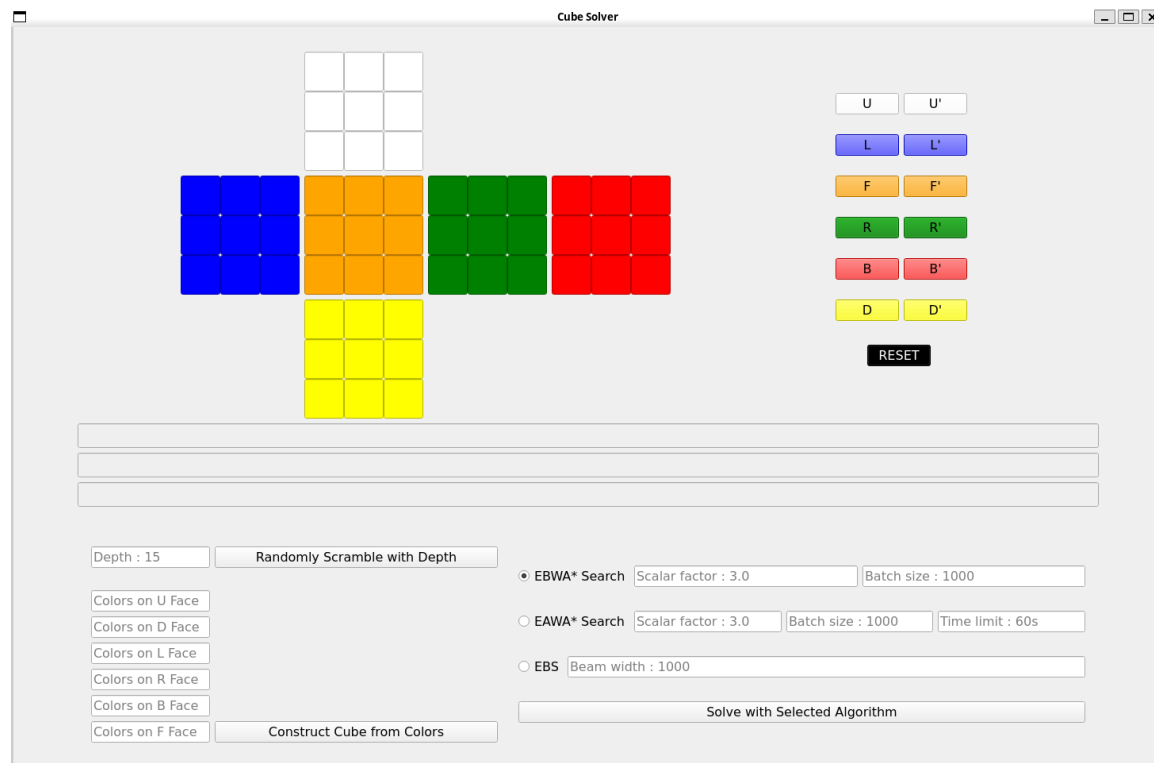 Cube Solver
U U'
L L'
F F'
R R'
B B'
D D'
RESET
Depth : 15 Randomly Scramble with Depth
Colors on U Face
Colors on D Face
Colors on L Face
Colors on R Face
Colors on B Face
Colors on F Face Construct Cube from Colors
EBWA* Search Scalar factor : 3.0 Batch size : 1000
EAWA* Search Scalar factor : 3.0 Batch size : 1000 Time limit : 60s
EBS Beam width : 1000
Solve with Selected Algorithm